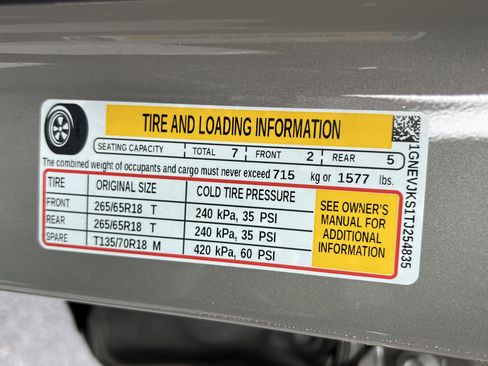 TIRE AND LOADING INFORMATION
SEATING CAPACITY TOTAL 7 FRONT 2 REAR 5
The combined weight of occupants and cargo must never exceed 715 kg or 1577 lbs.
TIRE ORIGINAL SIZE COLD TIRE PRESSURE
FRONT 265/65R18 T 240 kPa, 35 PSI
REAR 265/65R18 T 240 kPa, 35 PSI
SPARE T135/70R18 M 420 kPa, 60 PSI
SEE OWNER'S
MANUAL FOR
ADDITIONAL
INFORMATION
1GNEVJKS1TJ254835